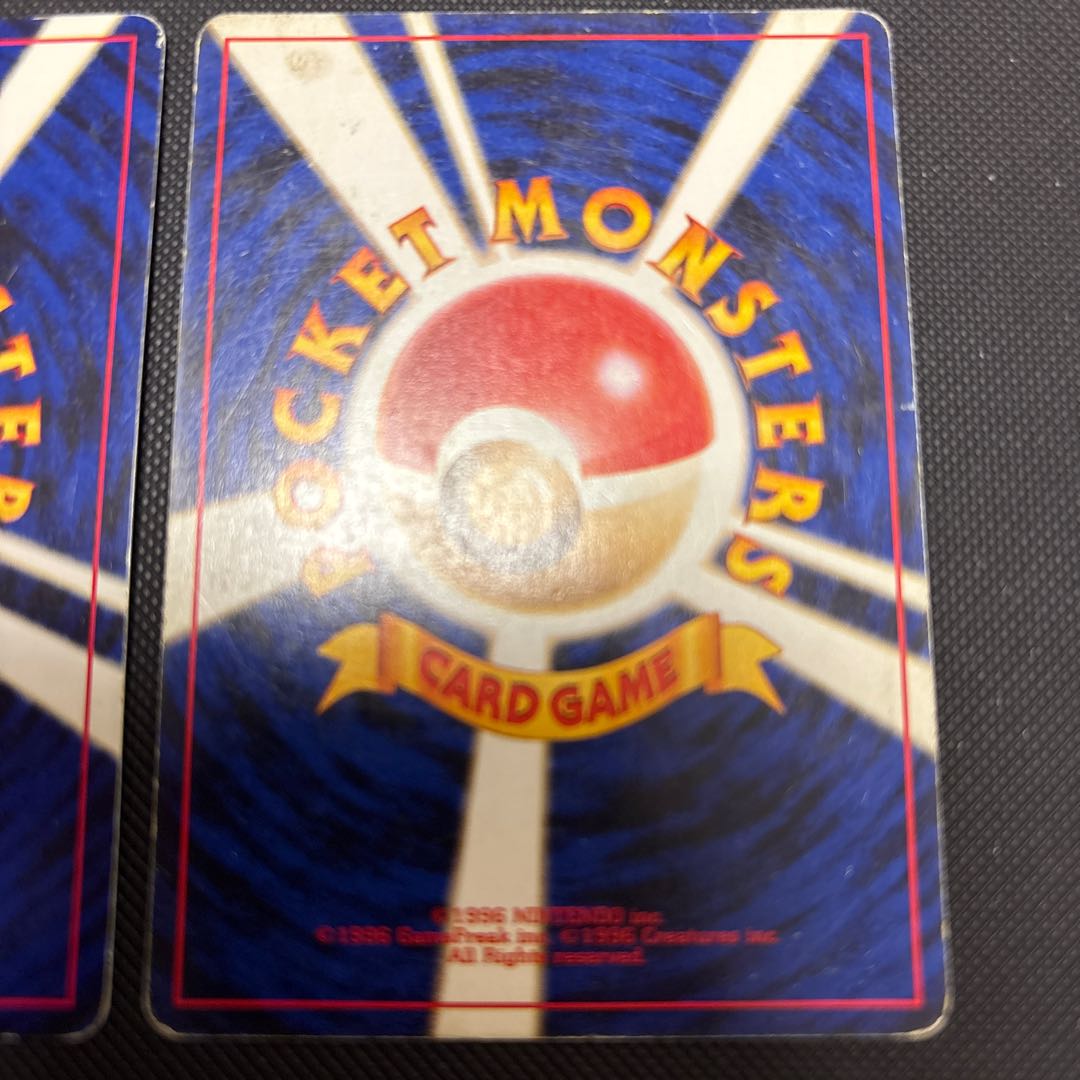 POCKET MONSTERS
CARD GAME
©1996 NINTENDO inc.
©1996 GameFreak inc. ©1996 Creatures inc.
All Rights reserved.